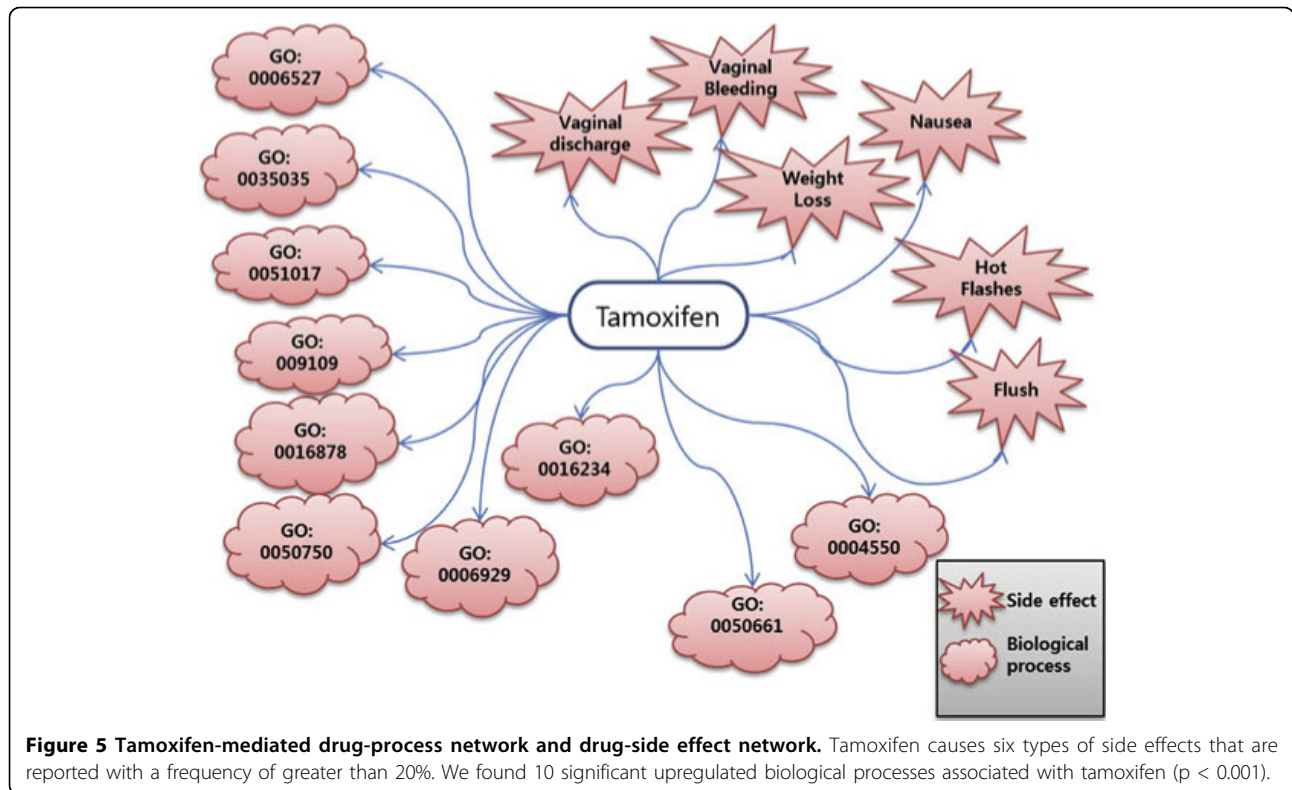 GO:
0006527
GO:
0035035
GO:
0051017
GO:
009109
GO:
0016878
GO:
0050750
GO:
0006929
GO:
0016234
GO:
0050661
GO:
0004550
Vaginal
discharge
Vaginal
Bleeding
Weight
Loss
Nausea
Hot
Flashes
Flush
Tamoxifen
Side effect
Biological
process
Figure 5 Tamoxifen-mediated drug-process network and drug-side effect network. Tamoxifen causes six types of side effects that are
reported with a frequency of greater than 20%. We found 10 significant upregulated biological processes associated with tamoxifen (p < 0.001).